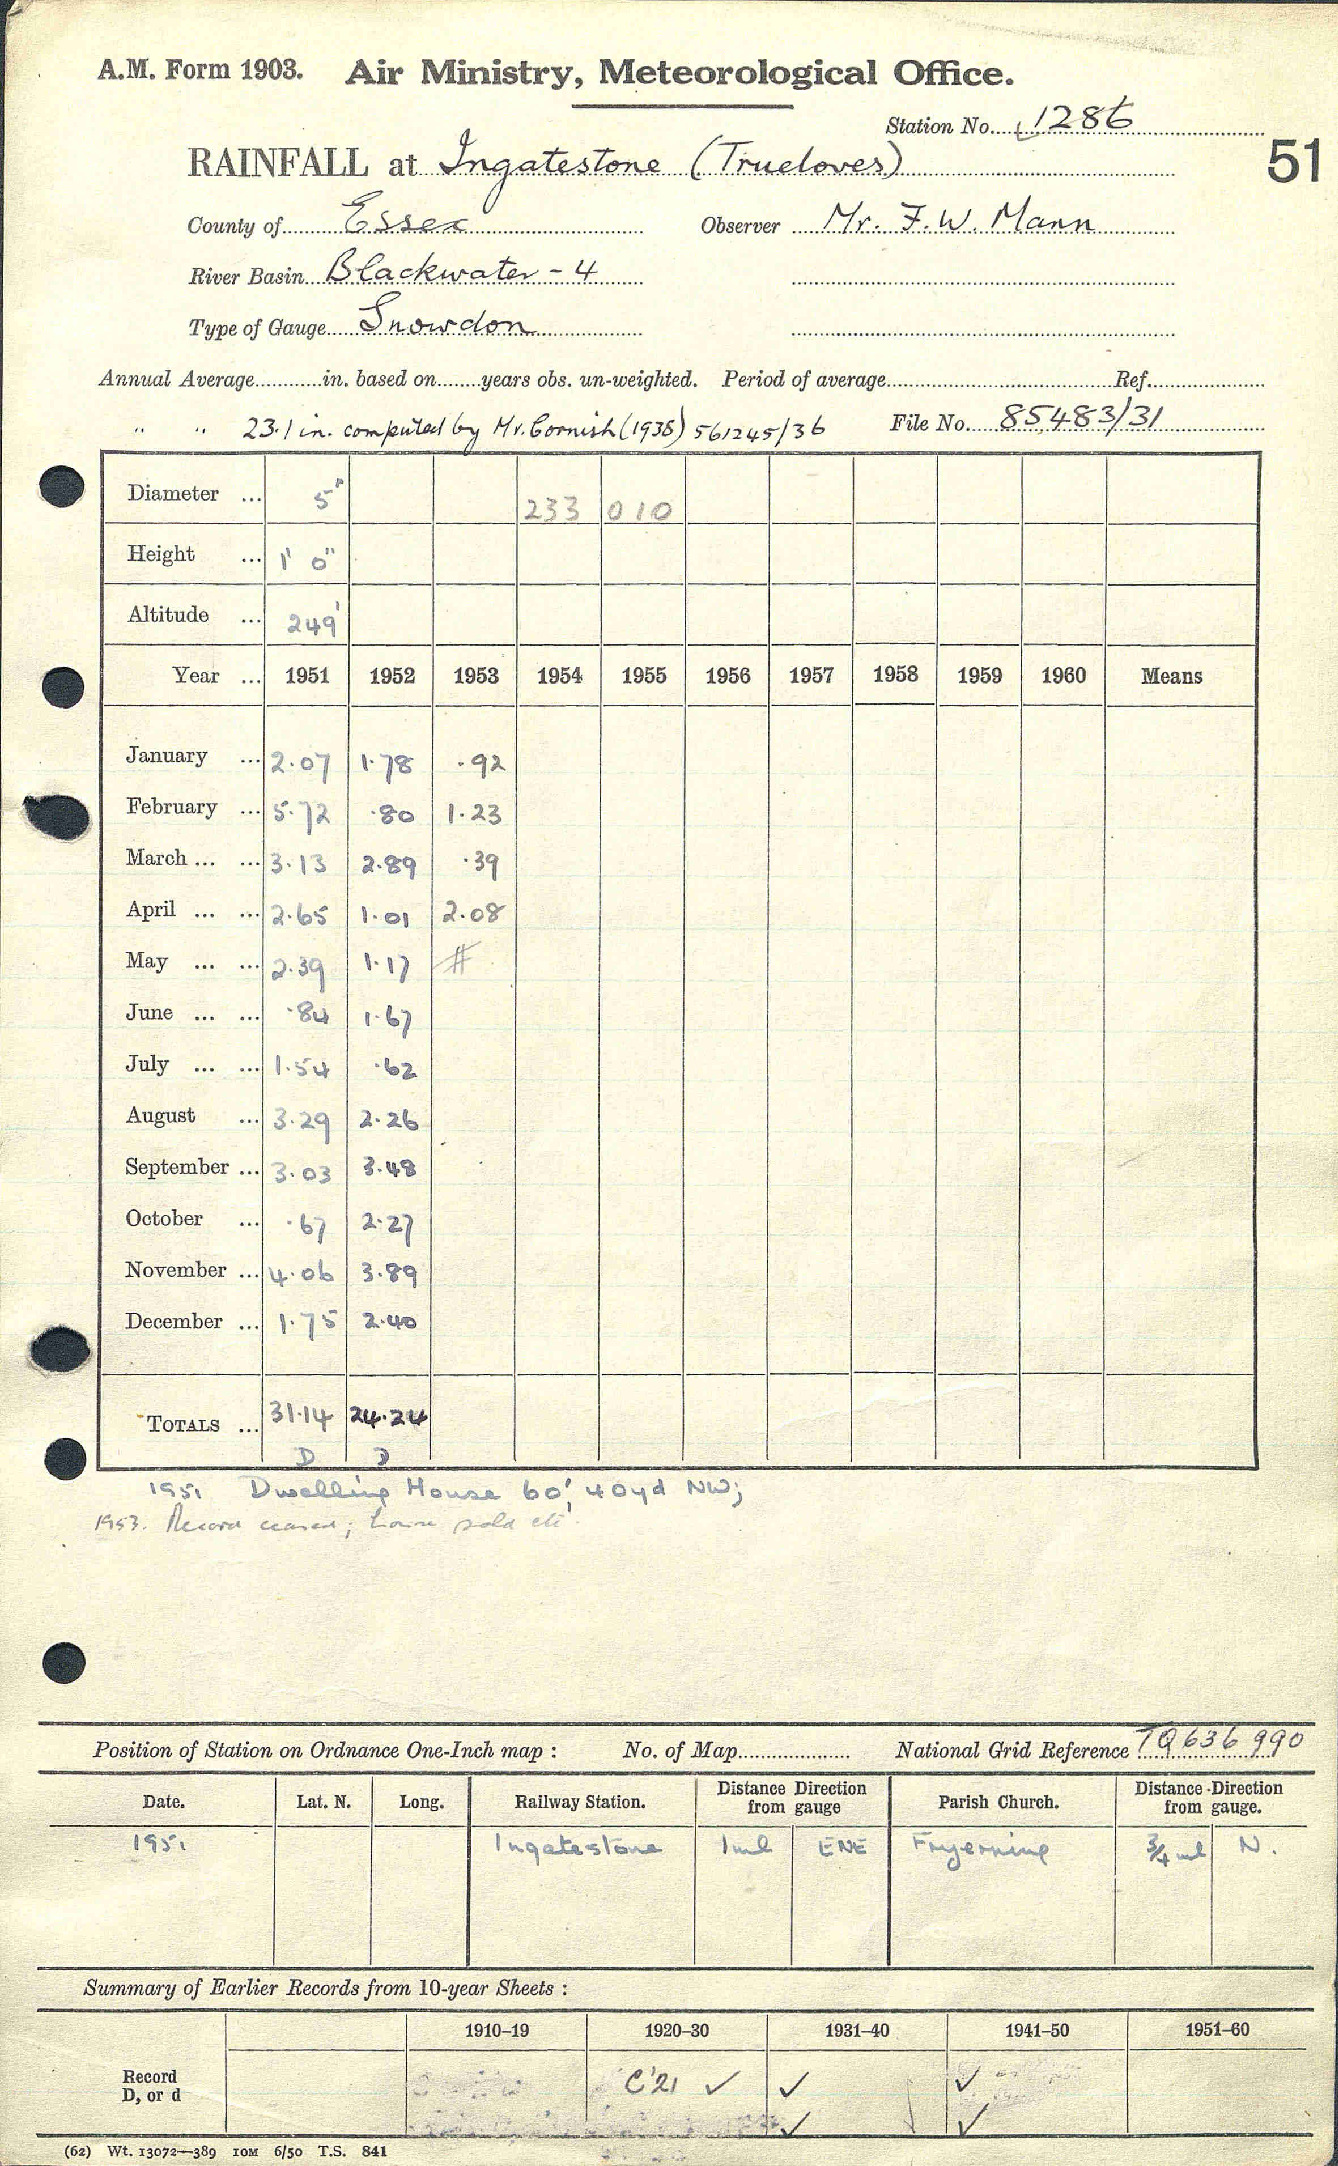 A.M. Form 1903. Air Ministry, Meteorological Office.
Station No. 1286
51
RAINFALL at Ingatestone (Trueloves)
County of Essex Observer Mr. F. W. Mann
River Basin Blackwater - 4
Type of Gauge Snowdon
Annual Average in. based on years obs. un-weighted. Period of average Ref.
" " 23.1 in. computed by Mr. Cornish (1938) 561245/36 File No. 85483/31
Diameter ... 5" 233 010
Height ... 1' 0"
Altitude ... 249'
Year ... 1951 1952 1953 1954 1955 1956 1957 1958 1959 1960 Means
January ... 2.07 1.78 .92
February ... 5.72 .80 1.23
March ... ... 3.13 2.89 .39
April ... ... 2.65 1.01 2.08
May ... ... 2.39 1.17 #
June ... ... .84 1.67
July ... ... 1.54 .62
August ... 3.29 2.26
September ... 3.03 3.48
October ... .67 2.27
November ... 4.06 3.89
December ... 1.75 2.40
TOTALS ... 31.14 24.24
D D
1951 Dwelling House 60', 40yd NW;
1953. Record ceased; house sold etc.
Position of Station on Ordnance One-Inch map : No. of Map National Grid Reference TQ 636 990
Date. Lat. N. Long. Railway Station. Distance Direction from gauge Parish Church. Distance Direction from gauge.
1951 Ingatestone 1ml ENE Fryerning 3/4 ml N.
Summary of Earlier Records from 10-year Sheets :
1910–19 1920–30 1931–40 1941–50 1951–60
Record D, or d C'21 ✓ ✓ ✓
✓ ✓
(62) Wt. 13072—389 10M 6/50 T.S. 841